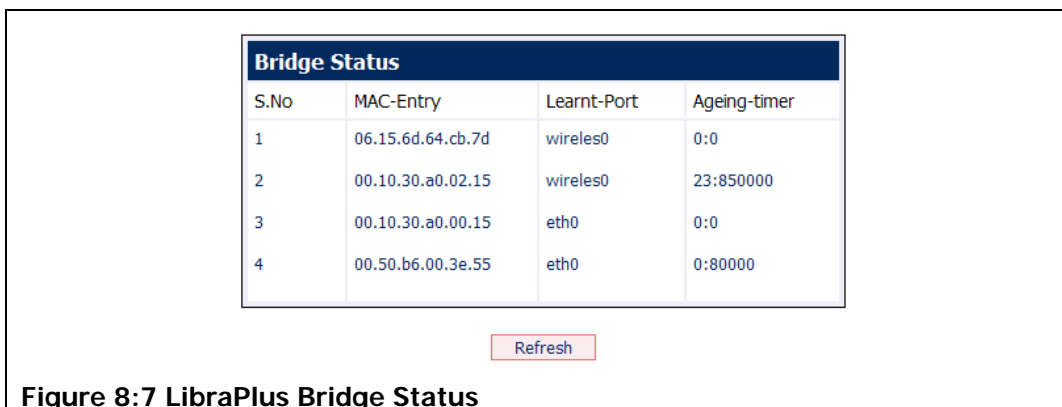 Bridge Status
S.No MAC-Entry Learnt-Port Ageing-timer
1 06.15.6d.64.cb.7d wireles0 0:0
2 00.10.30.a0.02.15 wireles0 23:850000
3 00.10.30.a0.00.15 eth0 0:0
4 00.50.b6.00.3e.55 eth0 0:80000
Refresh
Figure 8:7 LibraPlus Bridge Status